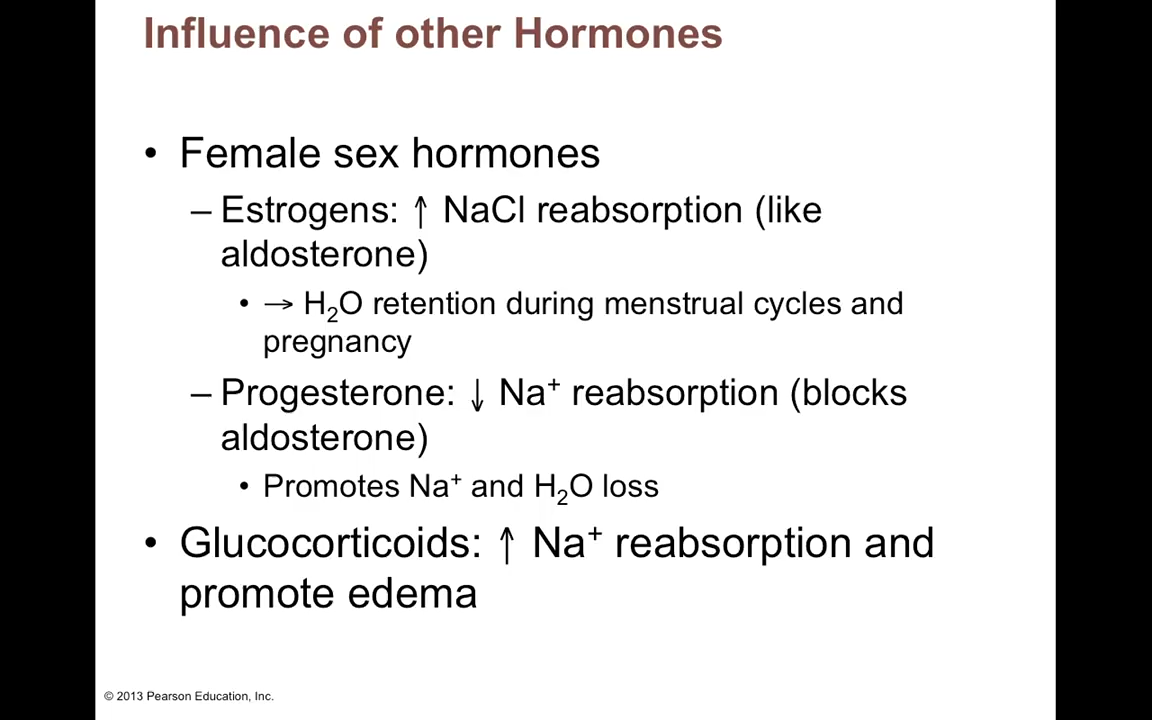 Influence of other Hormones
• Female sex hormones
– Estrogens: ↑ NaCl reabsorption (like
aldosterone)
• → H₂O retention during menstrual cycles and
pregnancy
– Progesterone: ↓ Na⁺ reabsorption (blocks
aldosterone)
• Promotes Na⁺ and H₂O loss
• Glucocorticoids: ↑ Na⁺ reabsorption and
promote edema
© 2013 Pearson Education, Inc.